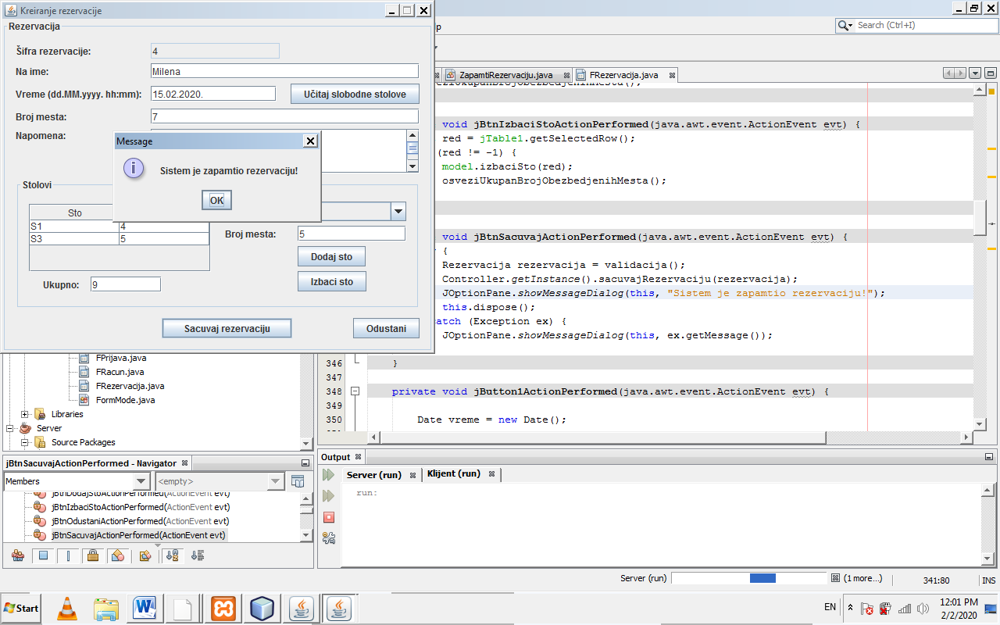 Kreiranje rezervacije
Rezervacija
Šifra rezervacije:
4
Na ime:
Milena
Vreme (dd.MM.yyyy. hh:mm):
15.02.2020.
Učitaj slobodne stolove
Broj mesta:
7
Napomena:
Message
Sistem je zapamtio rezervaciju!
OK
Stolovi
Sto
S1
4
S3
5
Broj mesta:
5
Dodaj sto
Izbaci sto
Ukupno:
9
Sacuvaj rezervaciju
Odustani
Search (Ctrl+I)
ZapamtiRezervaciju.java
FRezervacija.java
void jBtnIzbaciStoActionPerformed(java.awt.event.ActionEvent evt) {
red = jTable1.getSelectedRow();
(red != -1) {
model.izbaciSto(red);
osveziUkupanBrojObezbedjenihMesta();
void jBtnSacuvajActionPerformed(java.awt.event.ActionEvent evt) {
{
Rezervacija rezervacija = validacija();
Controller.getInstance().sacuvajRezervaciju(rezervacija);
JOptionPane.showMessageDialog(this, "Sistem je zapamtio rezervaciju!");
this.dispose();
atch (Exception ex) {
JOptionPane.showMessageDialog(this, ex.getMessage());
346 }
347
348 private void jButton1ActionPerformed(java.awt.event.ActionEvent evt) {
349
350 Date vreme = new Date();
FPrijava.java
FRacun.java
FRezervacija.java
FormMode.java
Libraries
Server
Source Packages
jBtnSacuvajActionPerformed - Navigator
Members
<empty>
jBtnDodajStoActionPerformed(ActionEvent evt)
jBtnIzbaciStoActionPerformed(ActionEvent evt)
jBtnOdustaniActionPerformed(ActionEvent evt)
jBtnSacuvajActionPerformed(ActionEvent evt)
Output
Server (run)
Klijent (run)
run:
Server (run)
(1 more...)
341:80
INS
Start
EN
12:01 PM
2/2/2020